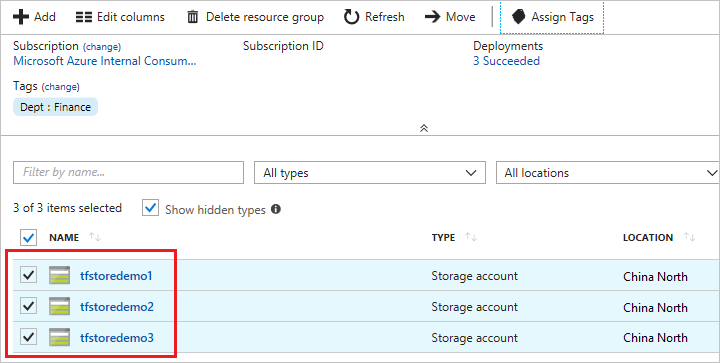 Add Edit columns Delete resource group Refresh Move Assign Tags
Subscription (change) Subscription ID Deployments
Microsoft Azure Internal Consum... 3 Succeeded
Tags (change)
Dept : Finance
Filter by name... All types All locations
3 of 3 items selected Show hidden types
NAME TYPE LOCATION
tfstoredemo1 Storage account China North
tfstoredemo2 Storage account China North
tfstoredemo3 Storage account China North